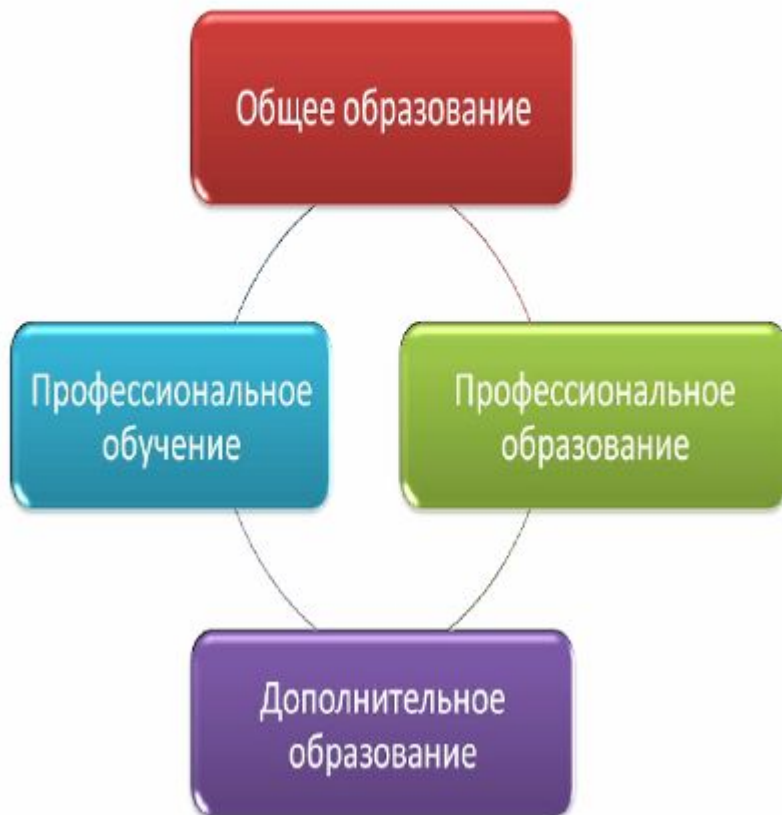 Общее образование
Профессиональное
обучение
Профессиональное
образование
Дополнительное
образование